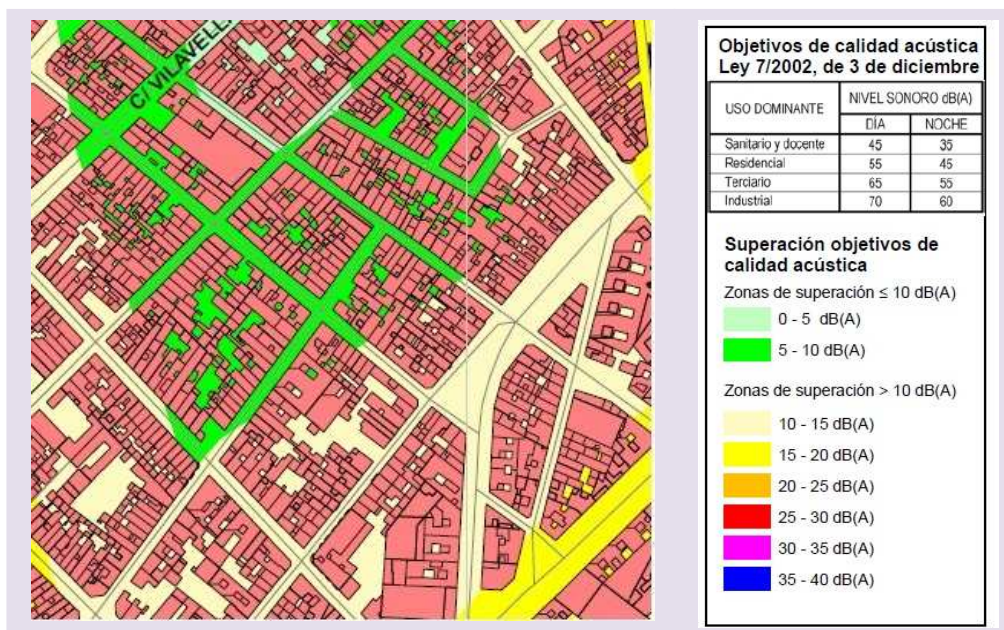 C/ VILAVELL
Objetivos de calidad acústica
Ley 7/2002, de 3 de diciembre
USO DOMINANTE
NIVEL SONORO dB(A)
DÍA NOCHE
Sanitario y docente 45 35
Residencial 55 45
Terciario 65 55
Industrial 70 60
Superación objetivos de
calidad acústica
Zonas de superación ≤ 10 dB(A)
0 - 5 dB(A)
5 - 10 dB(A)
Zonas de superación > 10 dB(A)
10 - 15 dB(A)
15 - 20 dB(A)
20 - 25 dB(A)
25 - 30 dB(A)
30 - 35 dB(A)
35 - 40 dB(A)